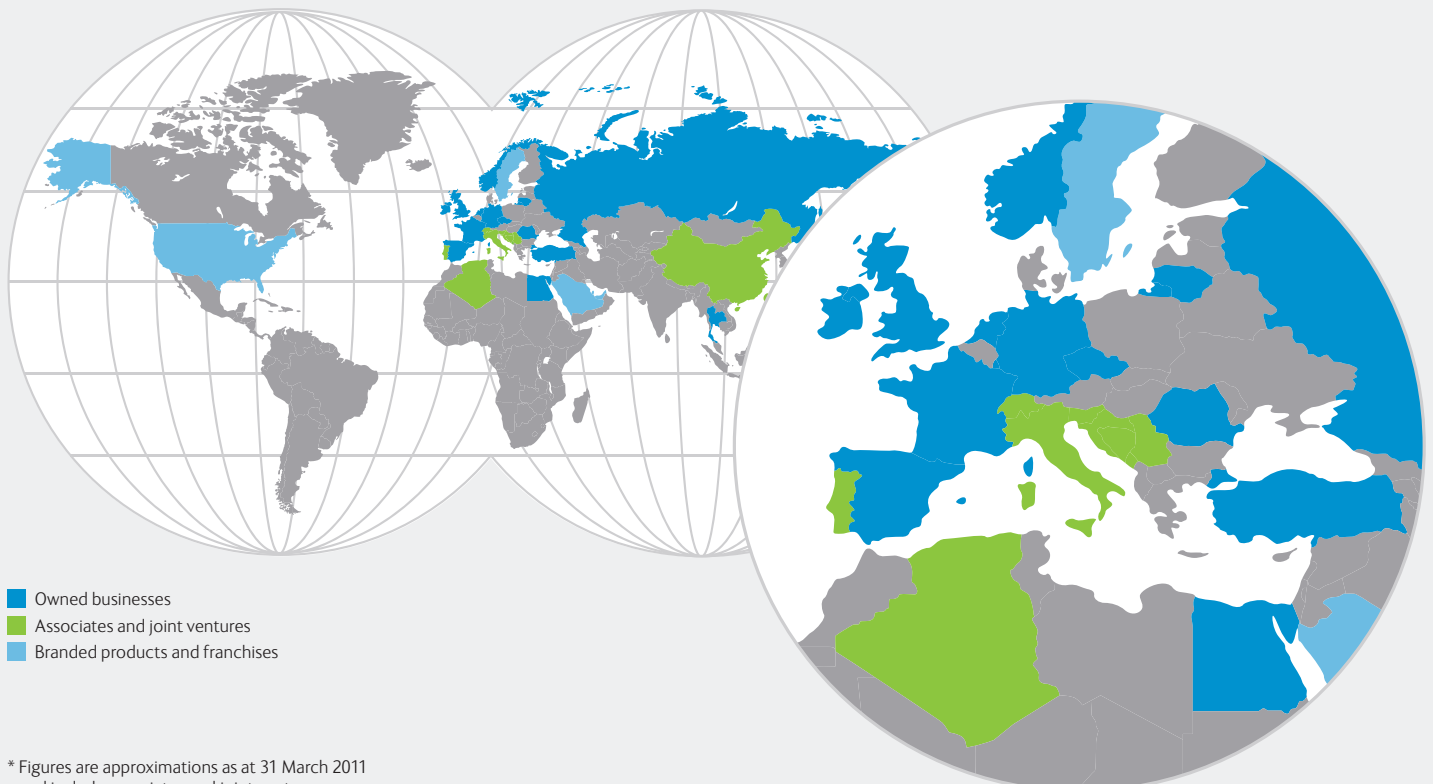 Owned businesses
Associates and joint ventures
Branded products and franchises
* Figures are approximations as at 31 March 2011